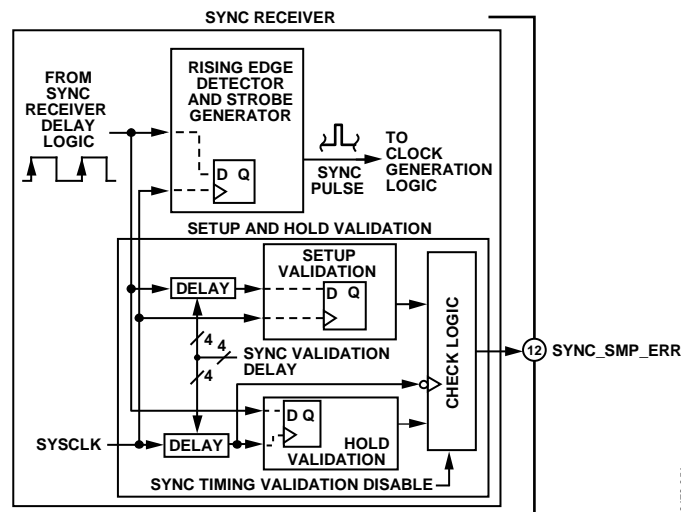 SYNC RECEIVER
FROM
SYNC
RECEIVER
DELAY
LOGIC
RISING EDGE
DETECTOR
AND STROBE
GENERATOR
D Q
SYNC
PULSE
TO
CLOCK
GENERATION
LOGIC
SETUP AND HOLD VALIDATION
SETUP
VALIDATION
DELAY
D Q
4
4
4
SYNC VALIDATION
DELAY
CHECK LOGIC
12 SYNC_SMP_ERR
D Q
SYSCLK
DELAY
HOLD
VALIDATION
SYNC TIMING VALIDATION DISABLE